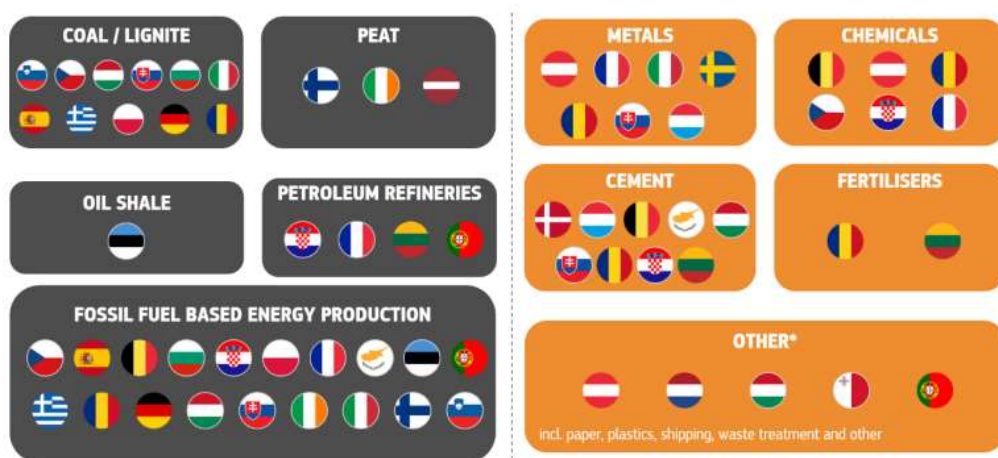 COAL / LIGNITE
PEAT
OIL SHALE
PETROLEUM REFINERIES
FOSSIL FUEL BASED ENERGY PRODUCTION
METALS
CHEMICALS
CEMENT
FERTILISERS
OTHER*
incl. paper, plastics, shipping, waste treatment and other